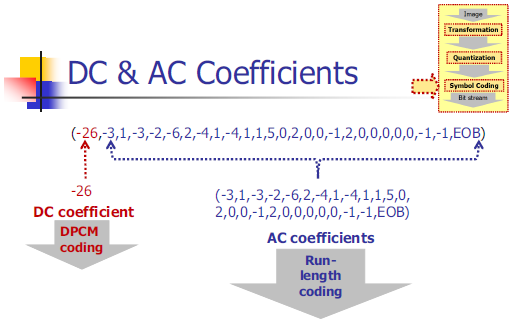 Image
Transformation
Quantization
Symbol Coding
Bit stream
DC & AC Coefficients
(-26,-3,1,-3,-2,-6,2,-4,1,-4,1,1,5,0,2,0,0,-1,2,0,0,0,0,0,-1,-1,EOB)
-26
DC coefficient
DPCM
coding
(-3,1,-3,-2,-6,2,-4,1,-4,1,1,5,0,
2,0,0,-1,2,0,0,0,0,0,-1,-1,EOB)
AC coefficients
Run-
length
coding